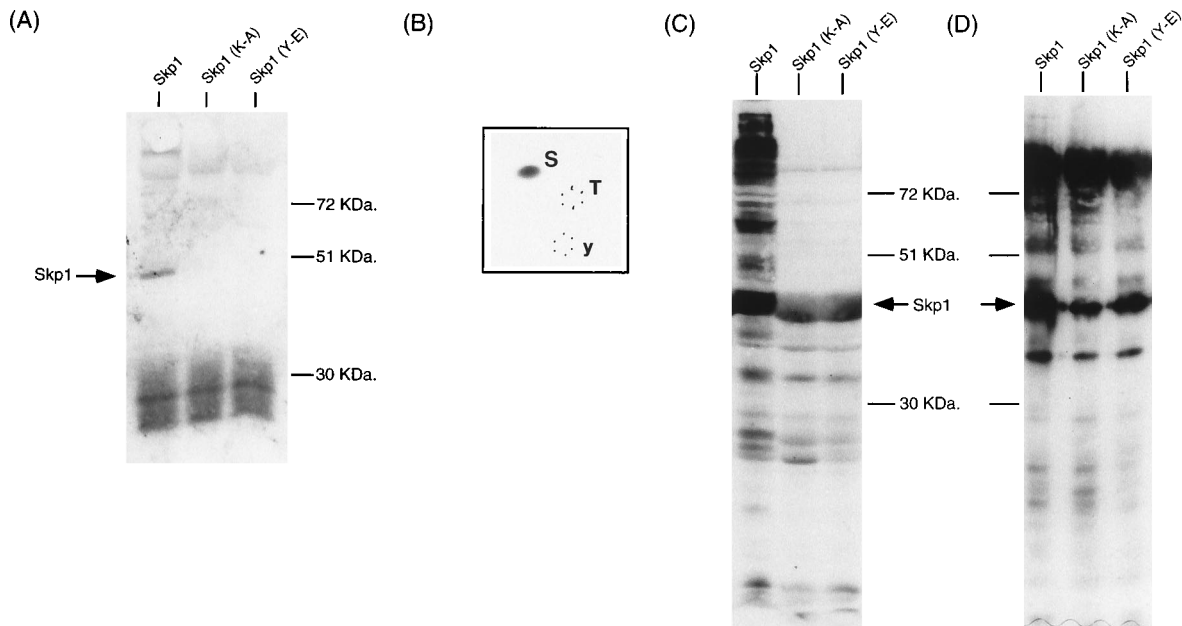 (A)
Skp1
Skp1 (K-A)
Skp1 (Y-E)
72 KDa.
51 KDa.
Skp1
30 KDa.
(B)
S
T
y
(C)
Skp1
Skp1 (K-A)
Skp1 (Y-E)
(D)
Skp1
Skp1 (K-A)
Skp1 (Y-E)
72 KDa.
51 KDa.
Skp1
30 KDa.